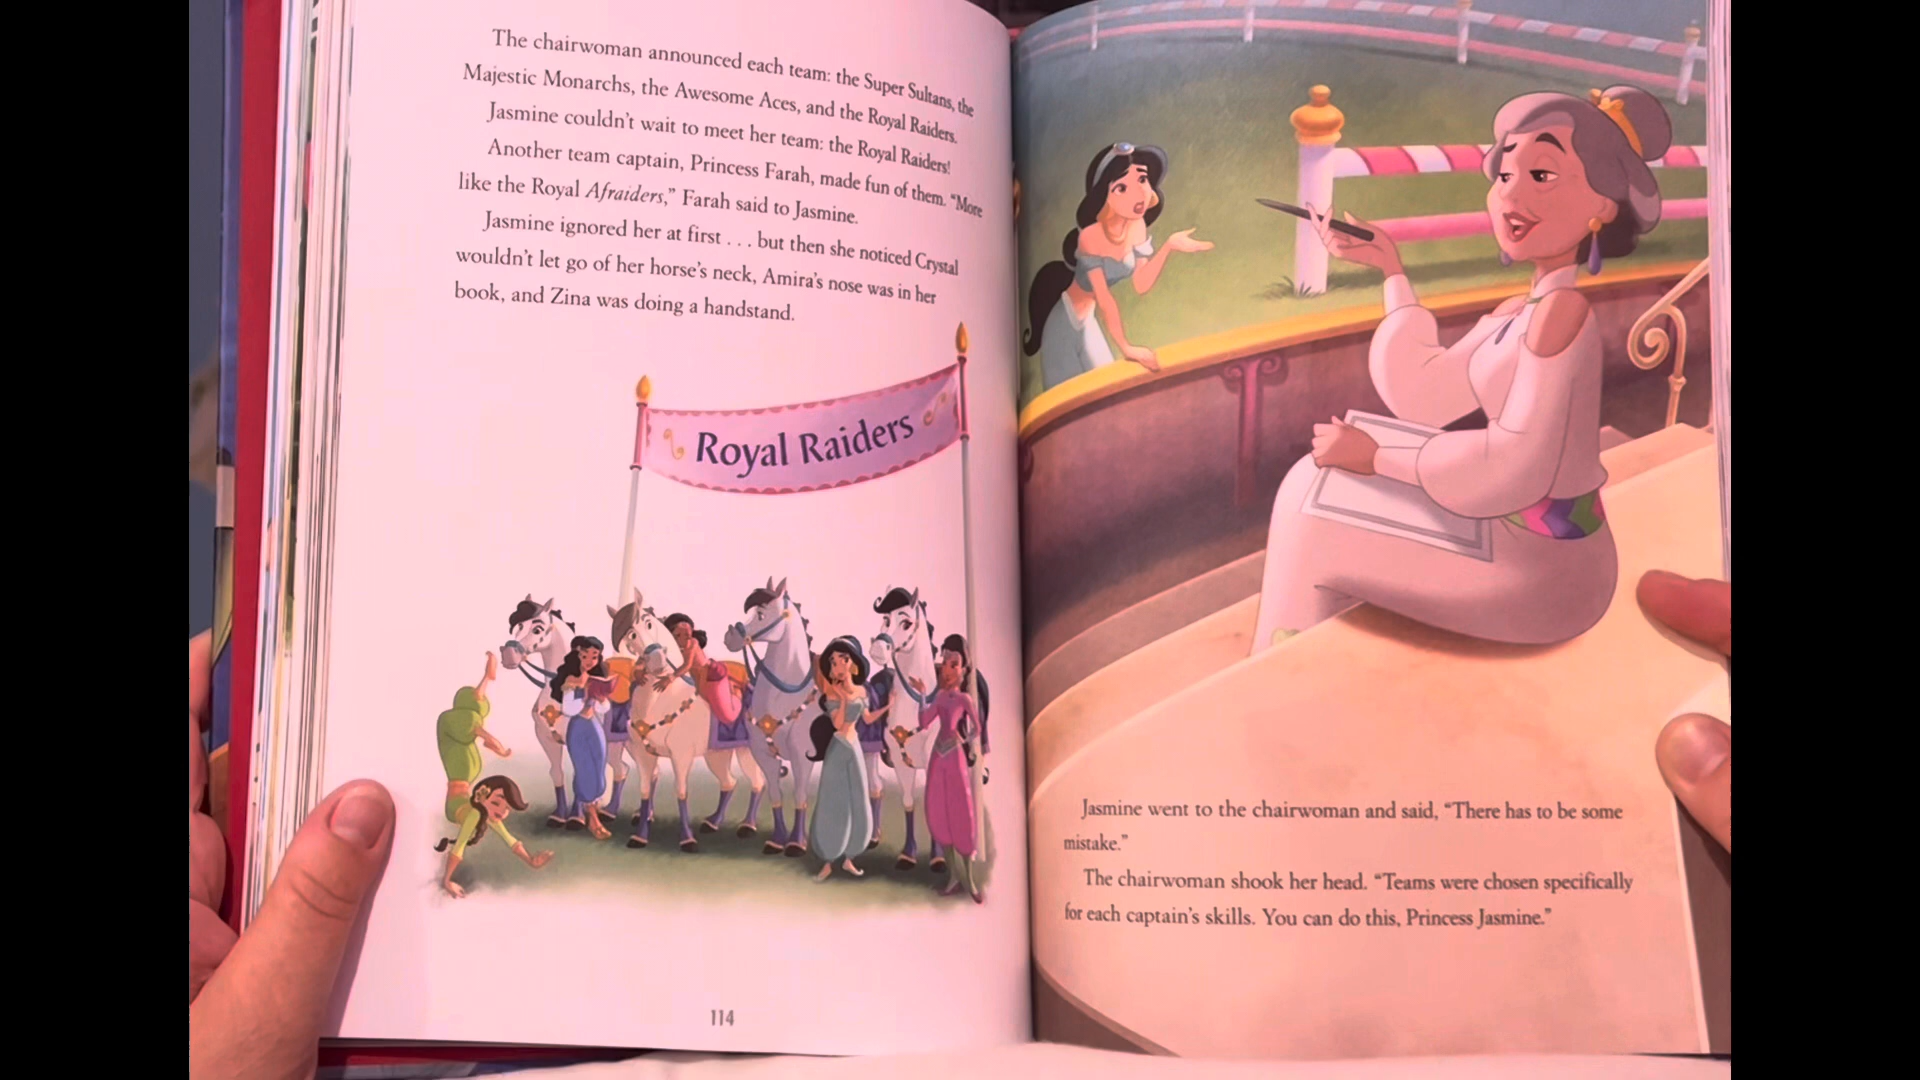 The chairwoman announced each team: the Super Sultans, the
Majestic Monarchs, the Awesome Aces, and the Royal Raiders.
Jasmine couldn't wait to meet her team: the Royal Raiders!
Another team captain, Princess Farah, made fun of them. “More
like the Royal Afraiders,” Farah said to Jasmine.
Jasmine ignored her at first . . . but then she noticed Crystal
wouldn't let go of her horse's neck, Amira's nose was in her
book, and Zina was doing a handstand.
Royal Raiders
114
Jasmine went to the chairwoman and said, “There has to be some
mistake.”
The chairwoman shook her head. “Teams were chosen specifically
for each captain's skills. You can do this, Princess Jasmine.”